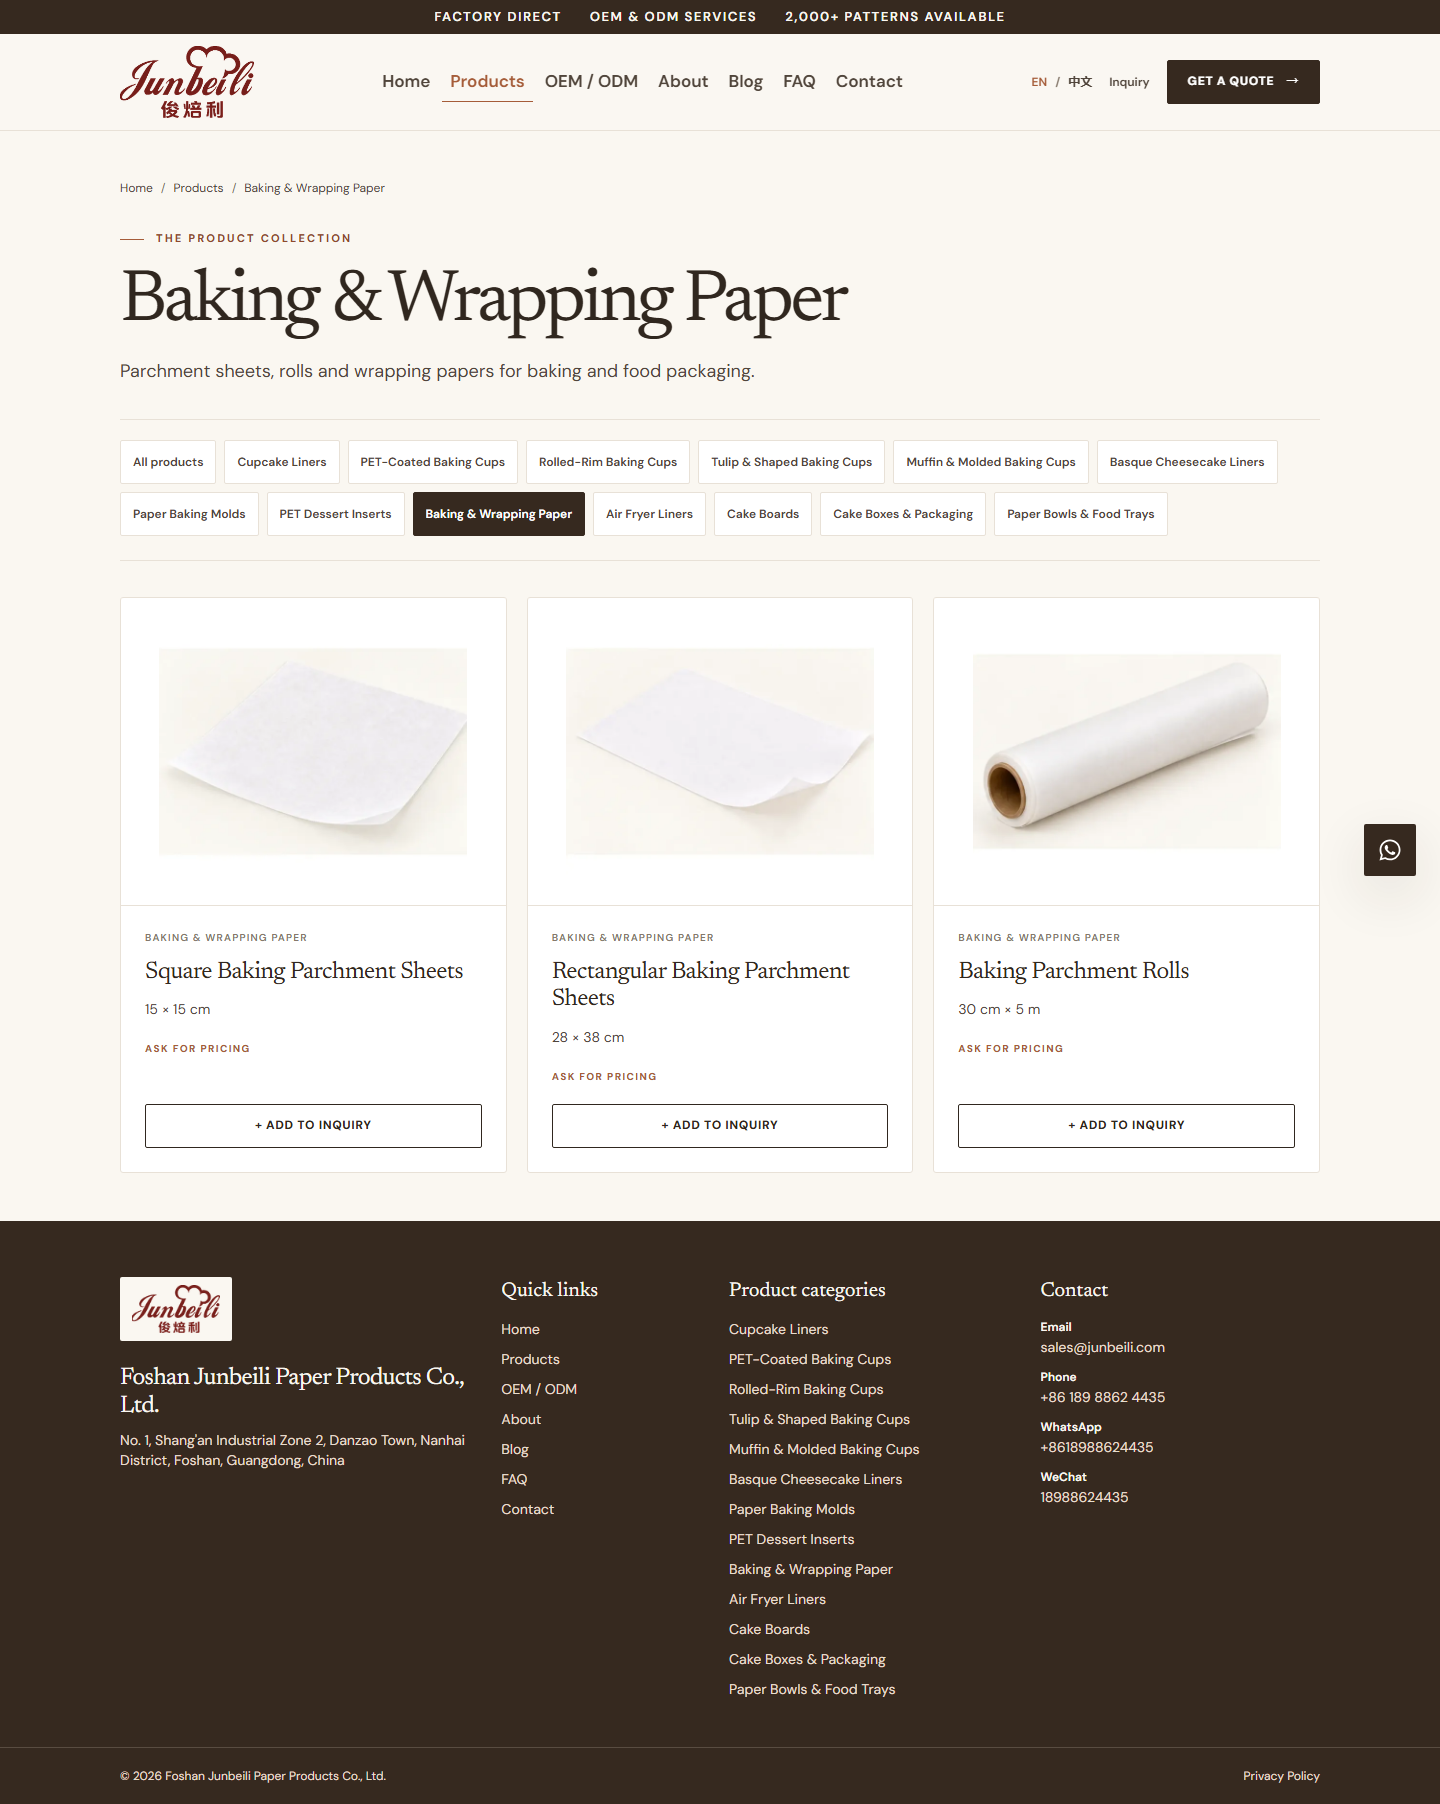 FACTORY DIRECT OEM & ODM SERVICES 2,000+ PATTERNS AVAILABLE
Junbeili
俊焙利
Home Products OEM / ODM About Blog FAQ Contact
EN / 中文 Inquiry GET A QUOTE →
Home / Products / Baking & Wrapping Paper
THE PRODUCT COLLECTION
Baking & Wrapping Paper
Parchment sheets, rolls and wrapping papers for baking and food packaging.
All products Cupcake Liners PET-Coated Baking Cups Rolled-Rim Baking Cups Tulip & Shaped Baking Cups Muffin & Molded Baking Cups Basque Cheesecake Liners
Paper Baking Molds PET Dessert Inserts Baking & Wrapping Paper Air Fryer Liners Cake Boards Cake Boxes & Packaging Paper Bowls & Food Trays
BAKING & WRAPPING PAPER
Square Baking Parchment Sheets
15 × 15 cm
ASK FOR PRICING
+ ADD TO INQUIRY
BAKING & WRAPPING PAPER
Rectangular Baking Parchment
Sheets
28 × 38 cm
ASK FOR PRICING
+ ADD TO INQUIRY
BAKING & WRAPPING PAPER
Baking Parchment Rolls
30 cm × 5 m
ASK FOR PRICING
+ ADD TO INQUIRY
Junbeili
俊焙利
Foshan Junbeili Paper Products Co.,
Ltd.
No. 1, Shang'an Industrial Zone 2, Danzao Town, Nanhai
District, Foshan, Guangdong, China
Quick links
Home
Products
OEM / ODM
About
Blog
FAQ
Contact
Product categories
Cupcake Liners
PET-Coated Baking Cups
Rolled-Rim Baking Cups
Tulip & Shaped Baking Cups
Muffin & Molded Baking Cups
Basque Cheesecake Liners
Paper Baking Molds
PET Dessert Inserts
Baking & Wrapping Paper
Air Fryer Liners
Cake Boards
Cake Boxes & Packaging
Paper Bowls & Food Trays
Contact
Email
sales@junbeili.com
Phone
+86 189 8862 4435
WhatsApp
+8618988624435
WeChat
18988624435
© 2026 Foshan Junbeili Paper Products Co., Ltd.
Privacy Policy